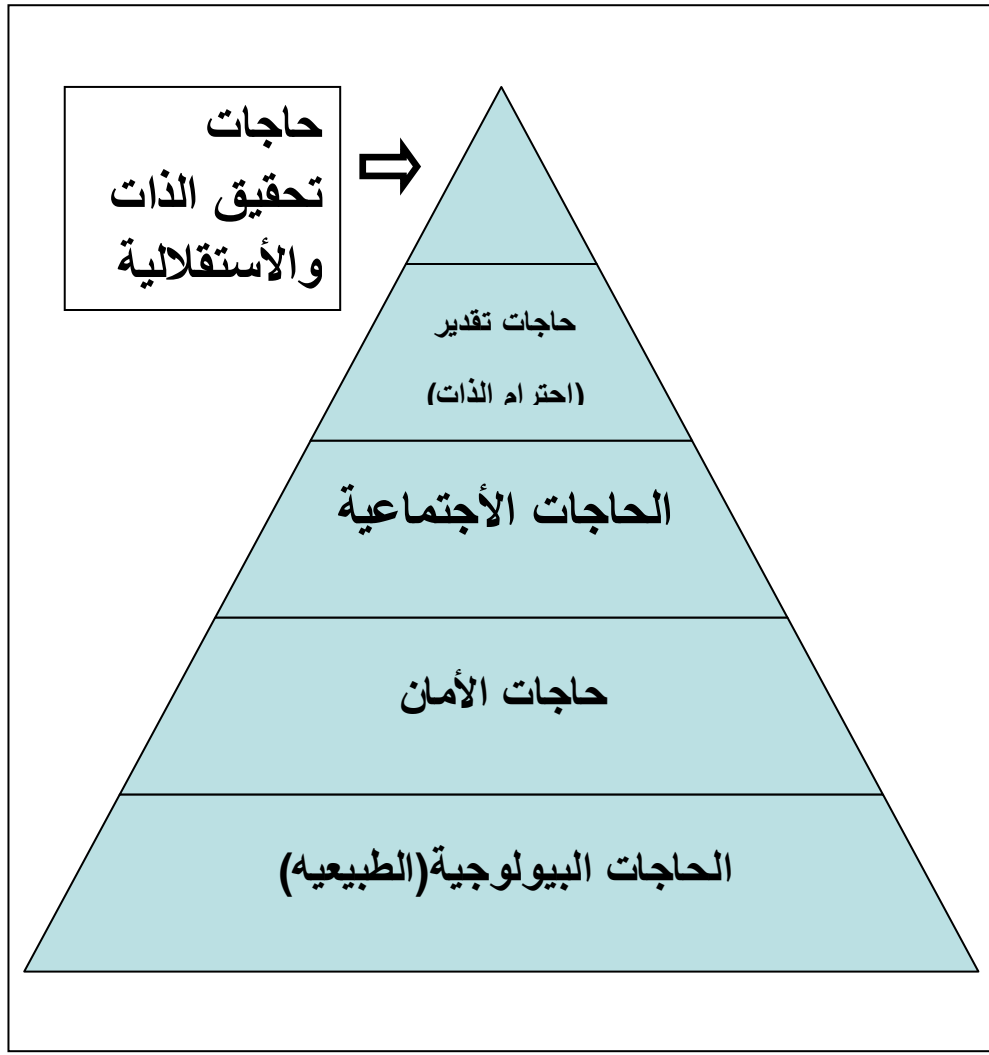 حاجات
تحقيق الذات
والأستقلالية
حاجات تقدير
(احترام الذات)
الحاجات الأجتماعية
حاجات الأمان
الحاجات البيولوجية(الطبيعيه)